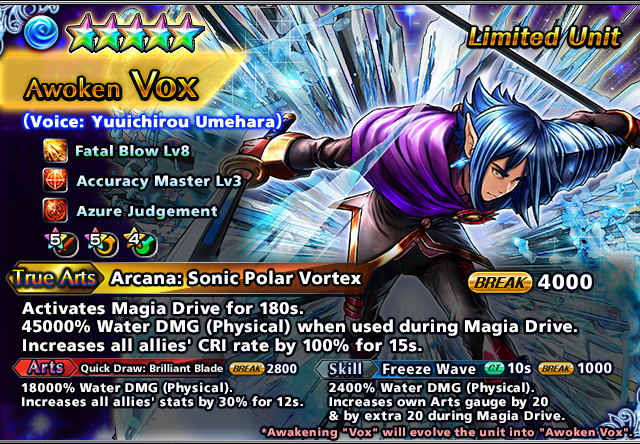 Limited Unit
Awoken Vox
(Voice: Yuuichirou Umehara)
Fatal Blow Lv8
Accuracy Master Lv3
Azure Judgement
5 5 4
True Arts Arcana: Sonic Polar Vortex BREAK 4000
Activates Magia Drive for 180s.
45000% Water DMG (Physical) when used during Magia Drive.
Increases all allies' CRI rate by 100% for 15s.
Arts Quick Draw: Brilliant Blade BREAK 2800
18000% Water DMG (Physical).
Increases all allies' stats by 30% for 12s.
Skill Freeze Wave CT 10s BREAK 1000
2400% Water DMG (Physical).
Increases own Arts gauge by 20
& by extra 20 during Magia Drive.
*Awakening "Vox" will evolve the unit into "Awoken Vox".